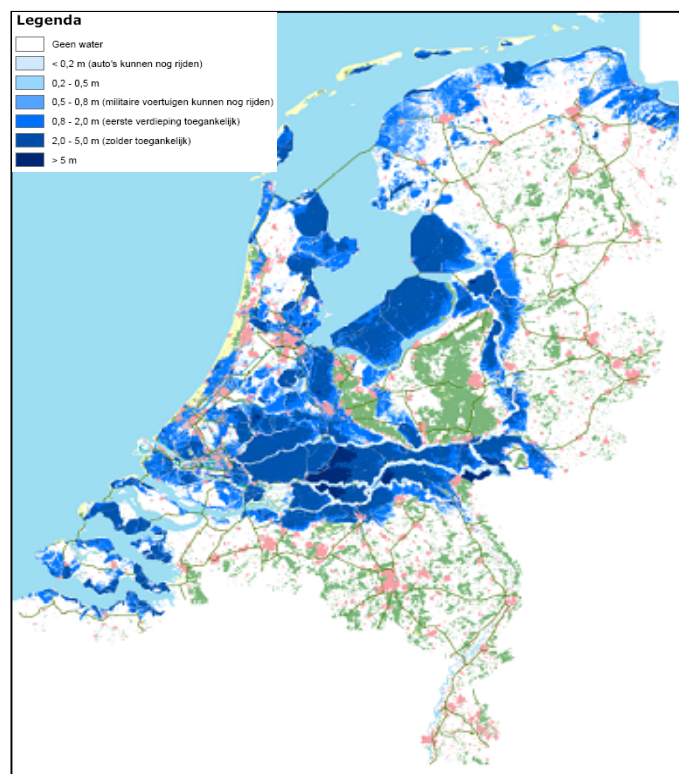 Legenda
Geen water
< 0,2 m (auto's kunnen nog rijden)
0,2 - 0,5 m
0,5 - 0,8 m (militaire voertuigen kunnen nog rijden)
0,8 - 2,0 m (eerste verdieping toegankelijk)
2,0 - 5,0 m (zolder toegankelijk)
> 5 m